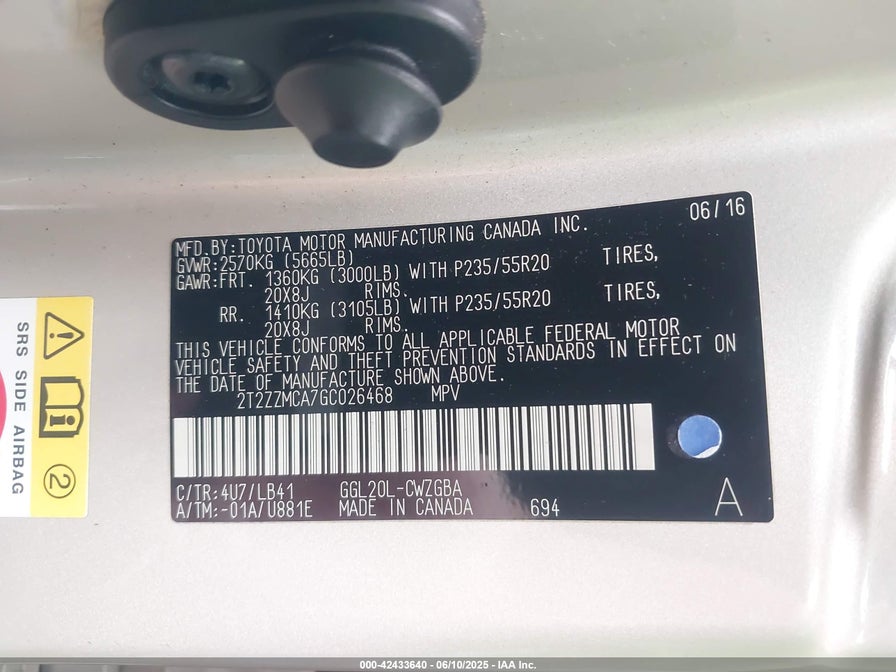 06/16
MFD.BY:TOYOTA MOTOR MANUFACTURING CANADA INC.
GVWR:2570KG (5665LB)
GAWR:FRT. 1360KG (3000LB) WITH P235/55R20 TIRES,
20X8J RIMS.
RR. 1410KG (3105LB) WITH P235/55R20 TIRES,
20X8J RIMS.
THIS VEHICLE CONFORMS TO ALL APPLICABLE FEDERAL MOTOR
VEHICLE SAFETY AND THEFT PREVENTION STANDARDS IN EFFECT ON
THE DATE OF MANUFACTURE SHOWN ABOVE.
2T2ZZMCA7GC026468 MPV
C/TR:4U7/LB41 GGL20L-CWZGBA
A/TM:-01A/U881E MADE IN CANADA 694 A
SRS SIDE AIRBAG
2
000-42433640 - 06/10/2025 - IAA Inc.